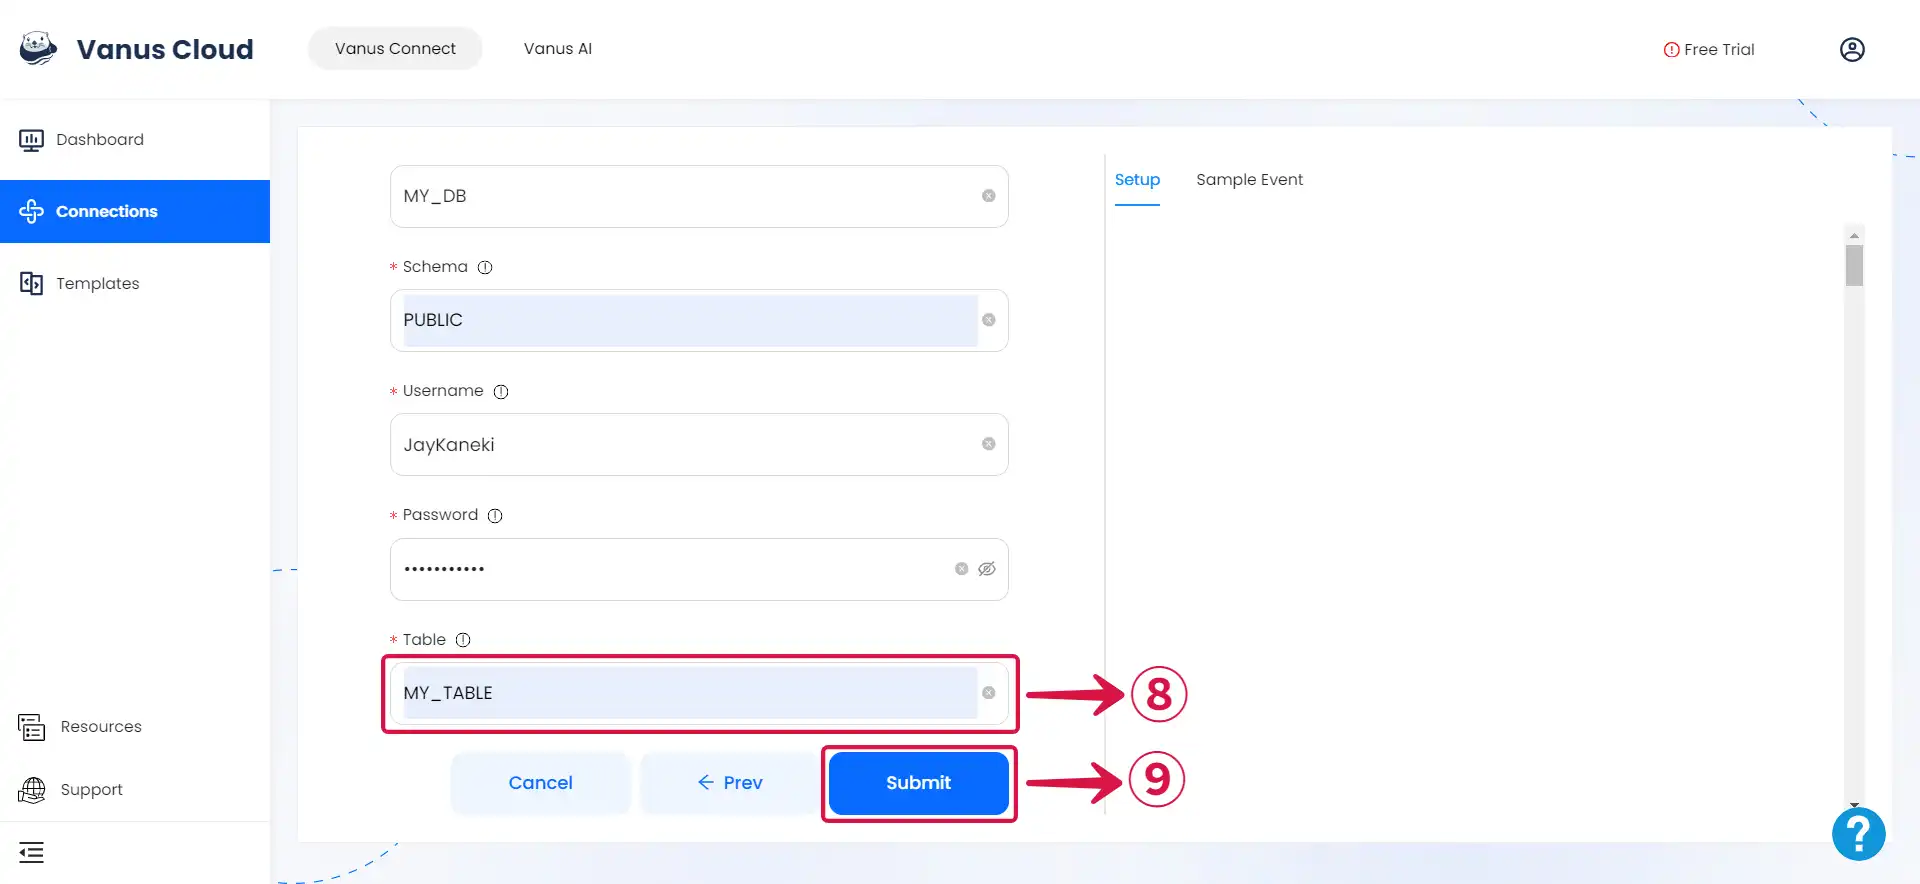 Vanus Cloud
Vanus Connect
Vanus AI
Free Trial
Dashboard
Connections
Templates
Resources
Support
MY_DB
* Schema
PUBLIC
* Username
JayKaneki
* Password
•••••••••••
* Table
MY_TABLE
8
Cancel
← Prev
Submit
9
Setup
Sample Event
?